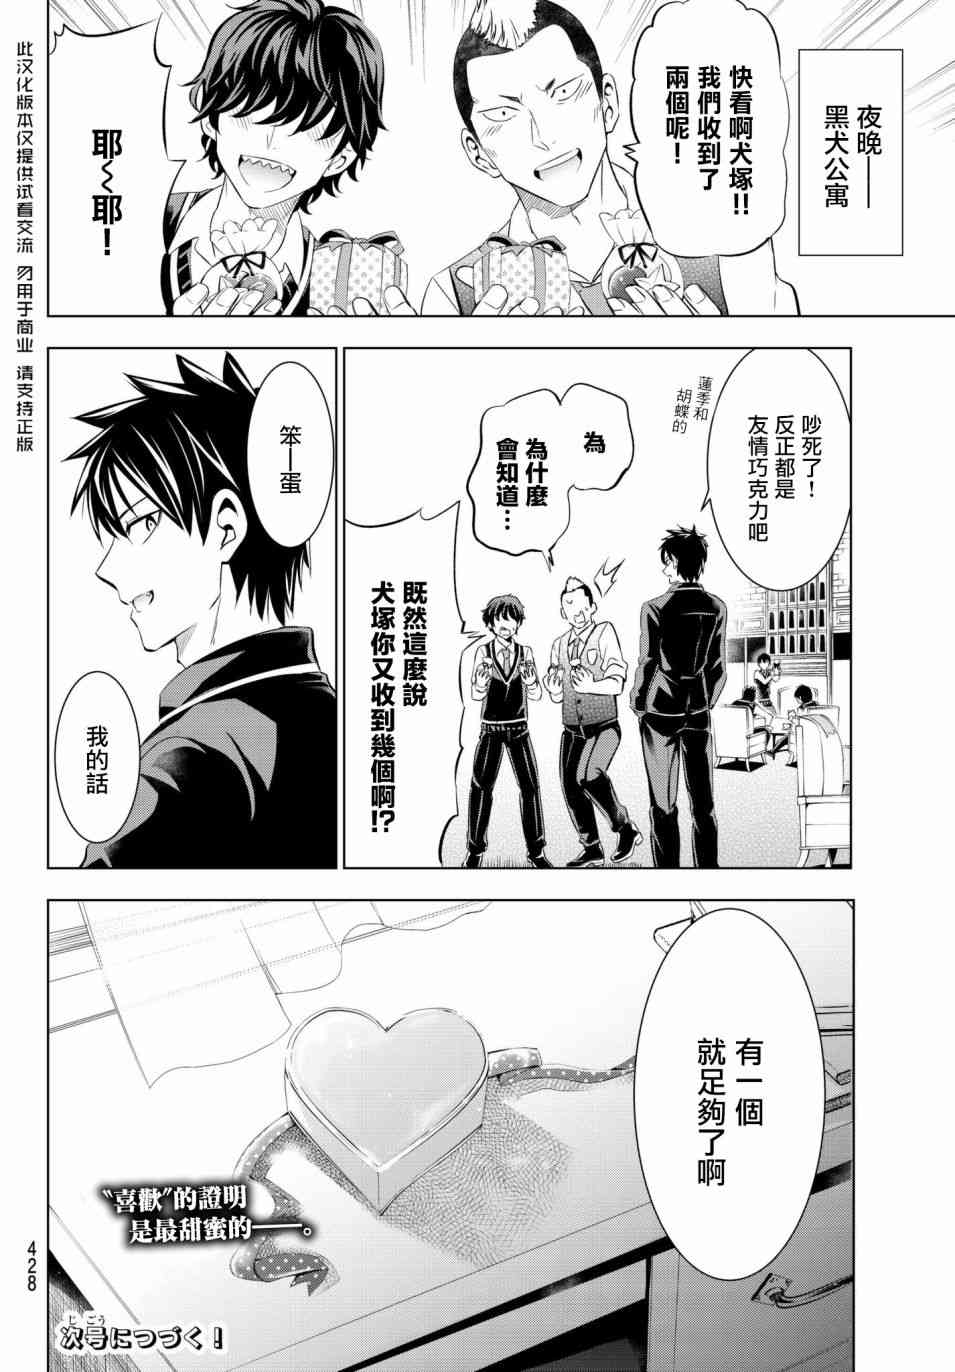 夜晚──
黑犬公寓
快看啊犬塚!!
我們收到了
兩個呢！
耶～～耶！
吵死了！
反正都是
友情巧克力吧
蓮季和
胡蝶的
為
為什麼
會知道…
既然這麼說
犬塚你又收到幾個啊!?
笨─蛋
我的話
有一個
就足夠了啊
〝喜歡〞的證明
是最甜蜜的───。
じごう
次号につづく！
428
此汉化版本仅提供试看交流 勿用于商业 请支持正版